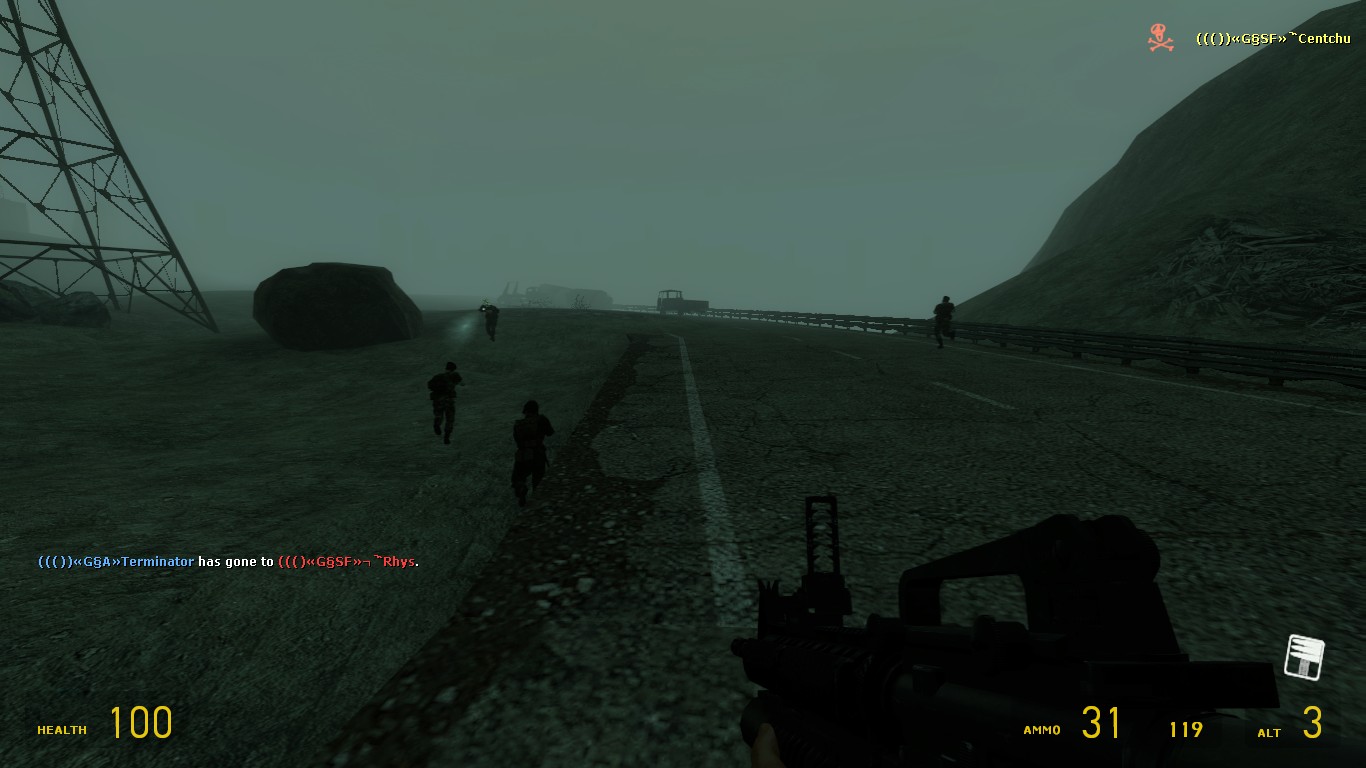 ((())«G§SF»¯Centchu
((())«G§A»Terminator has gone to ((()«G§SF»¬¯Rhys.
HEALTH 100
AMMO 31 119 ALT 3